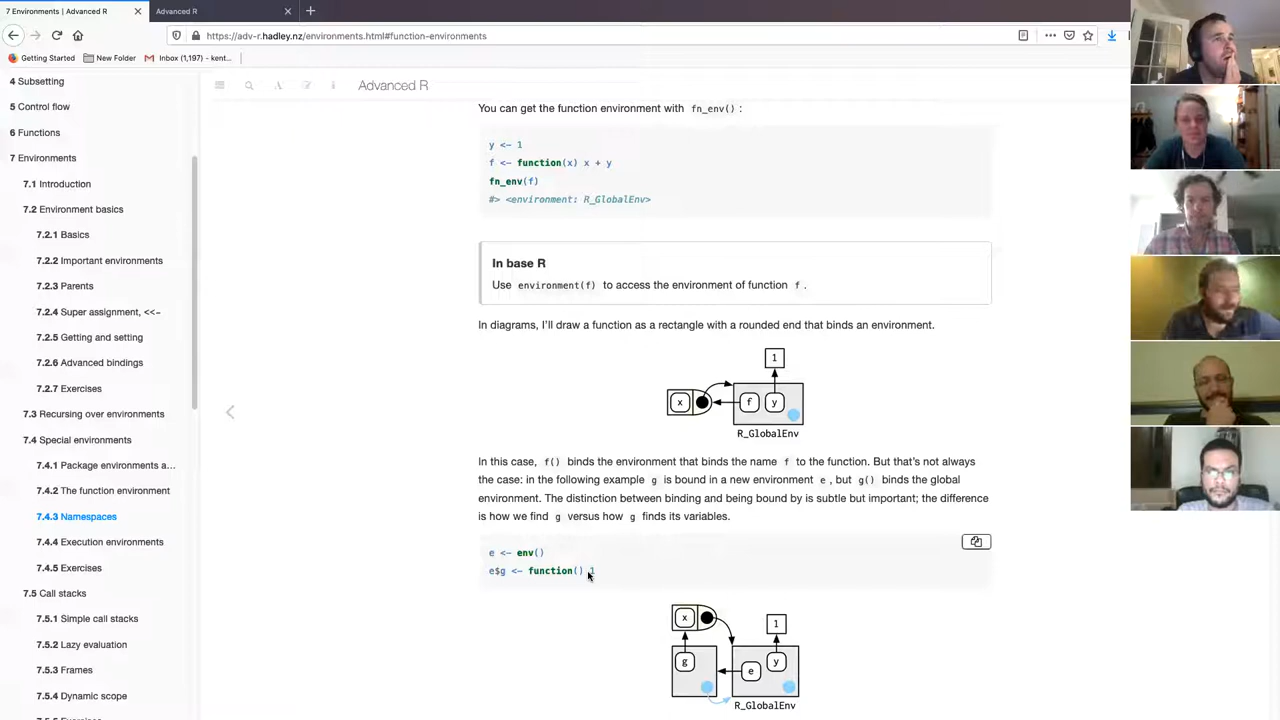 7 Environments | Advanced R
Advanced R
https://adv-r.hadley.nz/environments.html#function-environments
Getting Started
New Folder
Inbox (1,197) - kent...
4 Subsetting
5 Control flow
6 Functions
7 Environments
7.1 Introduction
7.2 Environment basics
7.2.1 Basics
7.2.2 Important environments
7.2.3 Parents
7.2.4 Super assignment, <<-
7.2.5 Getting and setting
7.2.6 Advanced bindings
7.2.7 Exercises
7.3 Recursing over environments
7.4 Special environments
7.4.1 Package environments a...
7.4.2 The function environment
7.4.3 Namespaces
7.4.4 Execution environments
7.4.5 Exercises
7.5 Call stacks
7.5.1 Simple call stacks
7.5.2 Lazy evaluation
7.5.3 Frames
7.5.4 Dynamic scope
7.5.5 Exercises
A
i
Advanced R
You can get the function environment with fn_env() :
y <- 1
f <- function(x) x + y
fn_env(f)
#> <environment: R_GlobalEnv>
In base R
Use environment(f) to access the environment of function f .
In diagrams, I'll draw a function as a rectangle with a rounded end that binds an environment.
1
x f y
R_GlobalEnv
In this case, f() binds the environment that binds the name f to the function. But that's not always
the case: in the following example g is bound in a new environment e , but g() binds the global
environment. The distinction between binding and being bound by is subtle but important; the difference
is how we find g versus how g finds its variables.
e <- env()
e$g <- function() 1
x 1
g e y
R_GlobalEnv